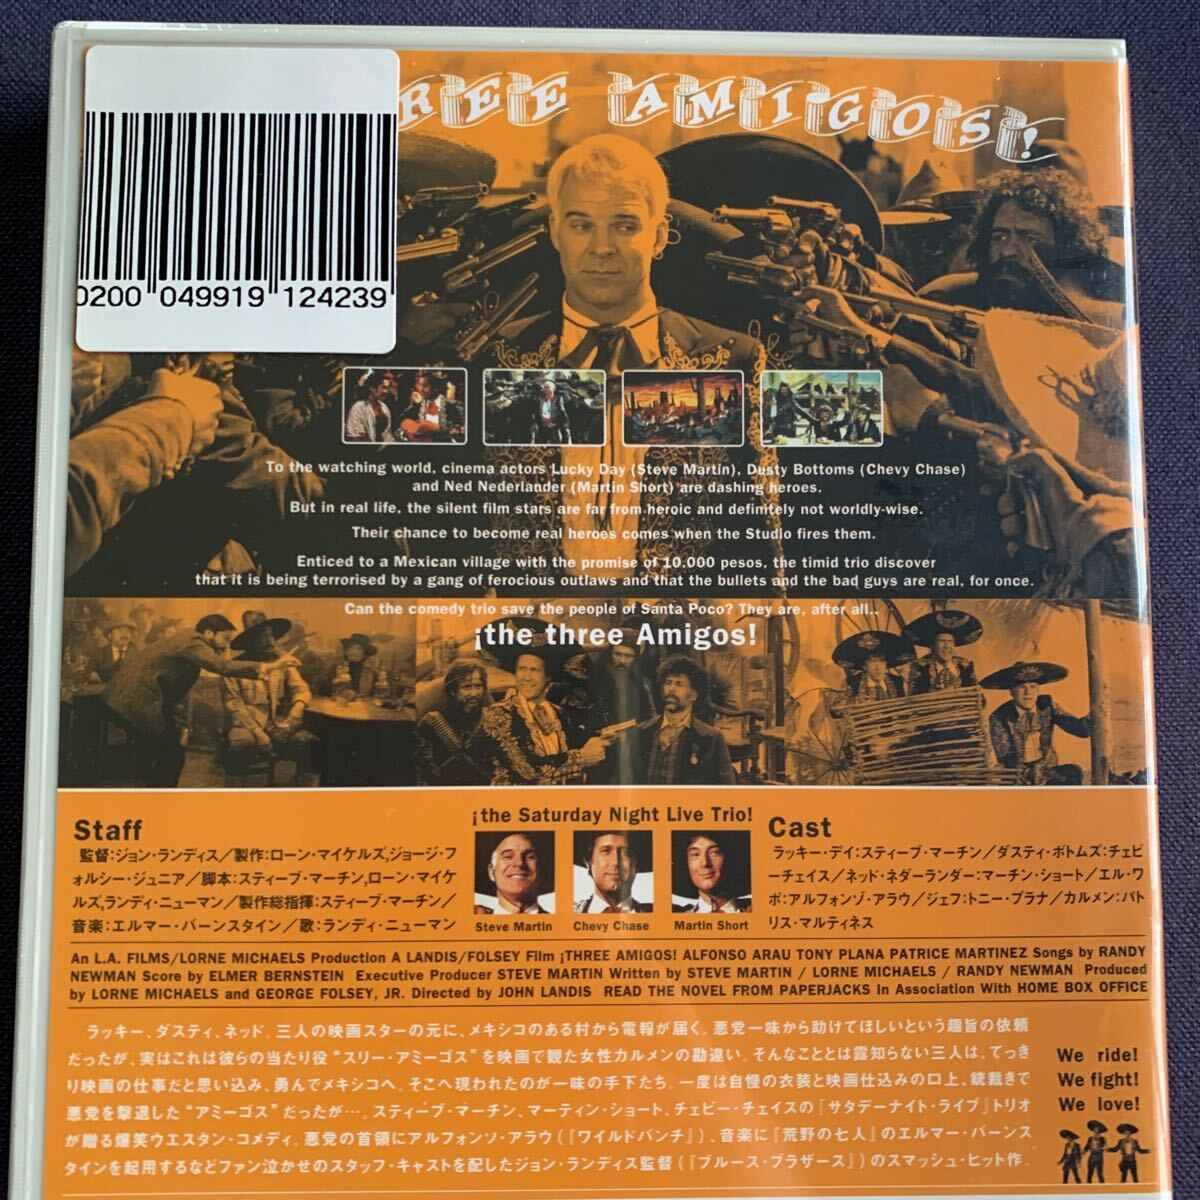 REE AMIGOS!
0200 049919 124239
To the watching world, cinema actors Lucky Day (Steve Martin), Dusty Bottoms (Chevy Chase)
and Ned Nederlander (Martin Short) are dashing heroes.
But in real life, the silent film stars are far from heroic and definitely not worldly-wise.
Their chance to become real heroes comes when the Studio fires them.
Enticed to a Mexican village with the promise of 10.000 pesos, the timid trio discover
that it is being terrorised by a gang of ferocious outlaws and that the bullets and the bad guys are real, for once.
Can the comedy trio save the people of Santa Poco? They are, after all..
¡the three Amigos!
Staff
監督:ジョン・ランディス／製作:ローン・マイケルズ,ジョージ・フ
ォルシー・ジュニア／脚本:スティーブ・マーチン,ローン・マイケ
ルズ,ランディ・ニューマン／製作総指揮:スティーブ・マーチン／
音楽:エルマー・バーンスタイン／歌:ランディ・ニューマン
¡the Saturday Night Live Trio!
Steve Martin Chevy Chase Martin Short
Cast
ラッキー・デイ:スティーブ・マーチン／ダスティ・ボトムズ:チェビ
ーチェイス／ネッド・ネダーランダー:マーチン・ショート／エル・ワ
ポ:アルフォンゾ・アラウ／ジェフ:トニー・プラナ／カルメン:パト
リス・マルティネス
An L.A. FILMS/LORNE MICHAELS Production A LANDIS/FOLSEY Film ¡THREE AMIGOS! ALFONSO ARAU TONY PLANA PATRICE MARTINEZ Songs by RANDY
NEWMAN Score by ELMER BERNSTEIN Executive Producer STEVE MARTIN Written by STEVE MARTIN / LORNE MICHAELS / RANDY NEWMAN Produced
by LORNE MICHAELS and GEORGE FOLSEY, JR. Directed by JOHN LANDIS READ THE NOVEL FROM PAPERJACKS In Association With HOME BOX OFFICE
ラッキー、ダスティ、ネッド。三人の映画スターの元に、メキシコのある村から電報が届く。悪党一味から助けてほしいという趣旨の依頼
だったが、実はこれは彼らの当たり役“スリー・アミーゴス”を映画で観た女性カルメンの勘違い。そんなこととは露知らない三人は、てっき
り映画の仕事だと思い込み、勇んでメキシコへ。そこへ現われたのが一味の手下たち。一度は自慢の衣装と映画仕込みの口上、銃裁きで
悪党を撃退した“アミーゴス”だったが…。スティーブ・マーチン、マーティン・ショート、チェビー・チェイスの『サタデーナイト・ライブ』トリオ
が贈る爆笑ウエスタン・コメディ。悪党の首領にアルフォンソ・アラウ(『ワイルドバンチ』)、音楽に『荒野の七人』のエルマー・バーンス
タインを起用するなどファン泣かせのスタッフ・キャストを配したジョン・ランディス監督(『ブルース・ブラザース』)のスマッシュ・ヒット作。
We ride!
We fight!
We love!